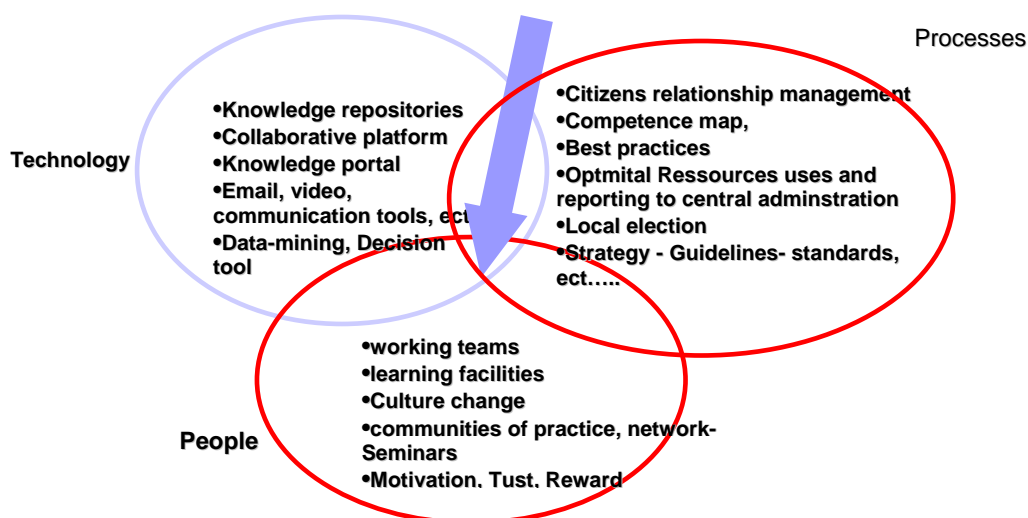 Processes
Technology
•Knowledge repositories
•Collaborative platform
•Knowledge portal
•Email, video,
communication tools, ect
•Data-mining, Decision
tool
•Citizens relationship management
•Competence map,
•Best practices
•Optmital Ressources uses and
reporting to central adminstration
•Local election
•Strategy - Guidelines- standards,
ect…..
People
•working teams
•learning facilities
•Culture change
•communities of practice, network-
Seminars
•Motivation, Tust, Reward